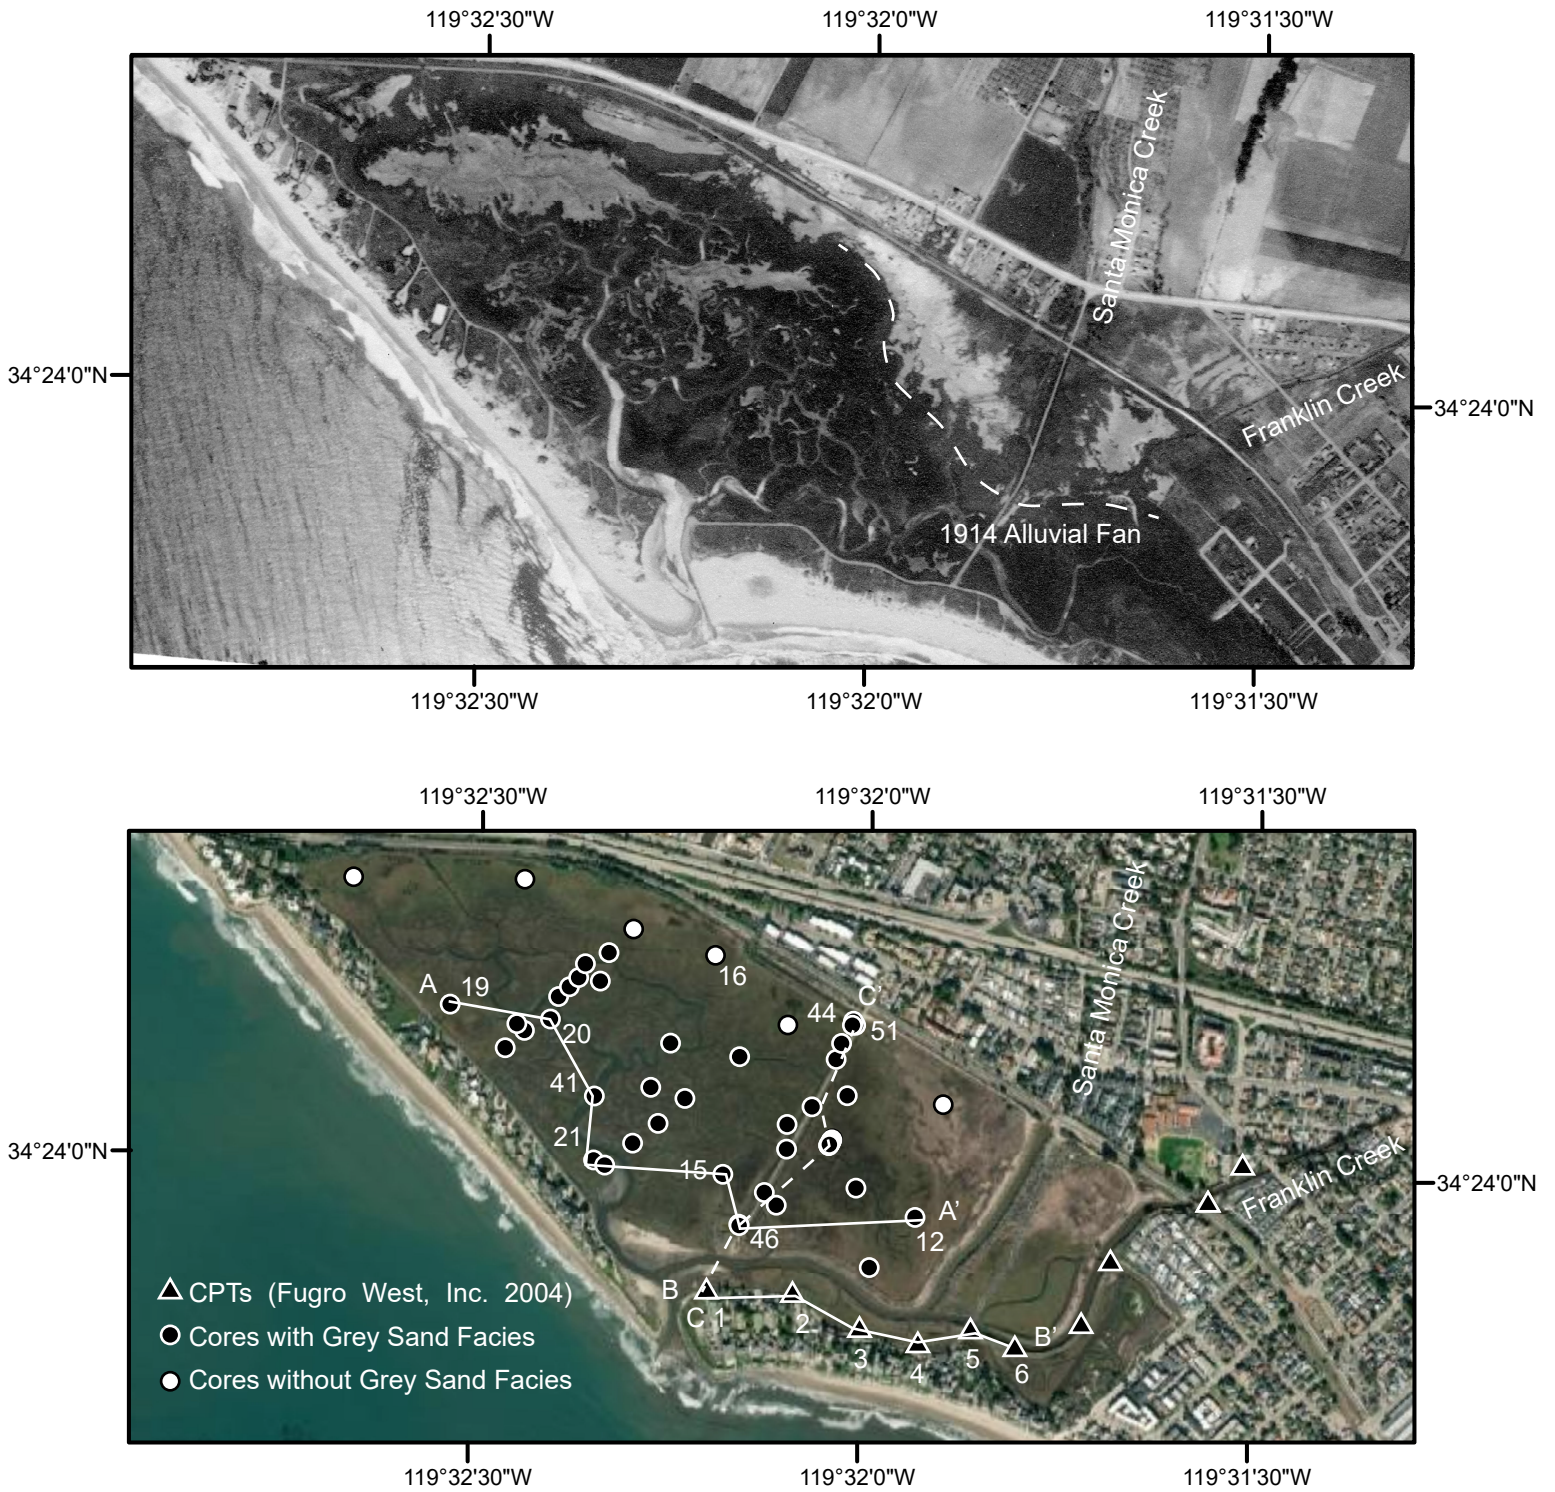 119°32'30"W
119°32'0"W
119°31'30"W
Santa Monica Creek
34°24'0"N
Franklin Creek
34°24'0"N
1914 Alluvial Fan
119°32'30"W
119°32'0"W
119°31'30"W
119°32'30"W
119°32'0"W
119°31'30"W
Santa Monica Creek
16
A 19
C'
44
51
20
41
21
34°24'0"N
15
Franklin Creek
34°24'0"N
A'
46
12
B
C 1
2
3
4
5
B'
6
CPTs (Fugro West, Inc. 2004)
Cores with Grey Sand Facies
Cores without Grey Sand Facies
119°32'30"W
119°32'0"W
119°31'30"W